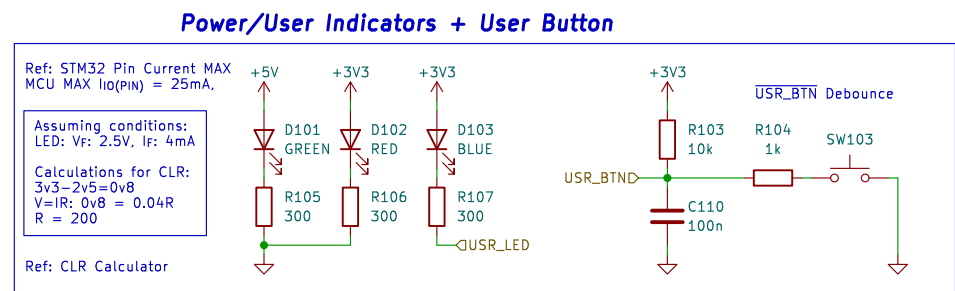 Power/User Indicators + User Button
Ref: STM32 Pin Current MAX
MCU MAX IIO(PIN) = 25mA,
Assuming conditions:
LED: VF: 2.5V, IF: 4mA
Calculations for CLR:
3v3-2v5=0v8
V=IR: 0v8 = 0.04R
R = 200
Ref: CLR Calculator
+5V
+3V3
+3V3
D101
GREEN
D102
RED
D103
BLUE
R105
300
R106
300
R107
300
USR_LED
+3V3
USR_BTN Debounce
R103
10k
R104
1k
SW103
USR_BTN
C110
100n